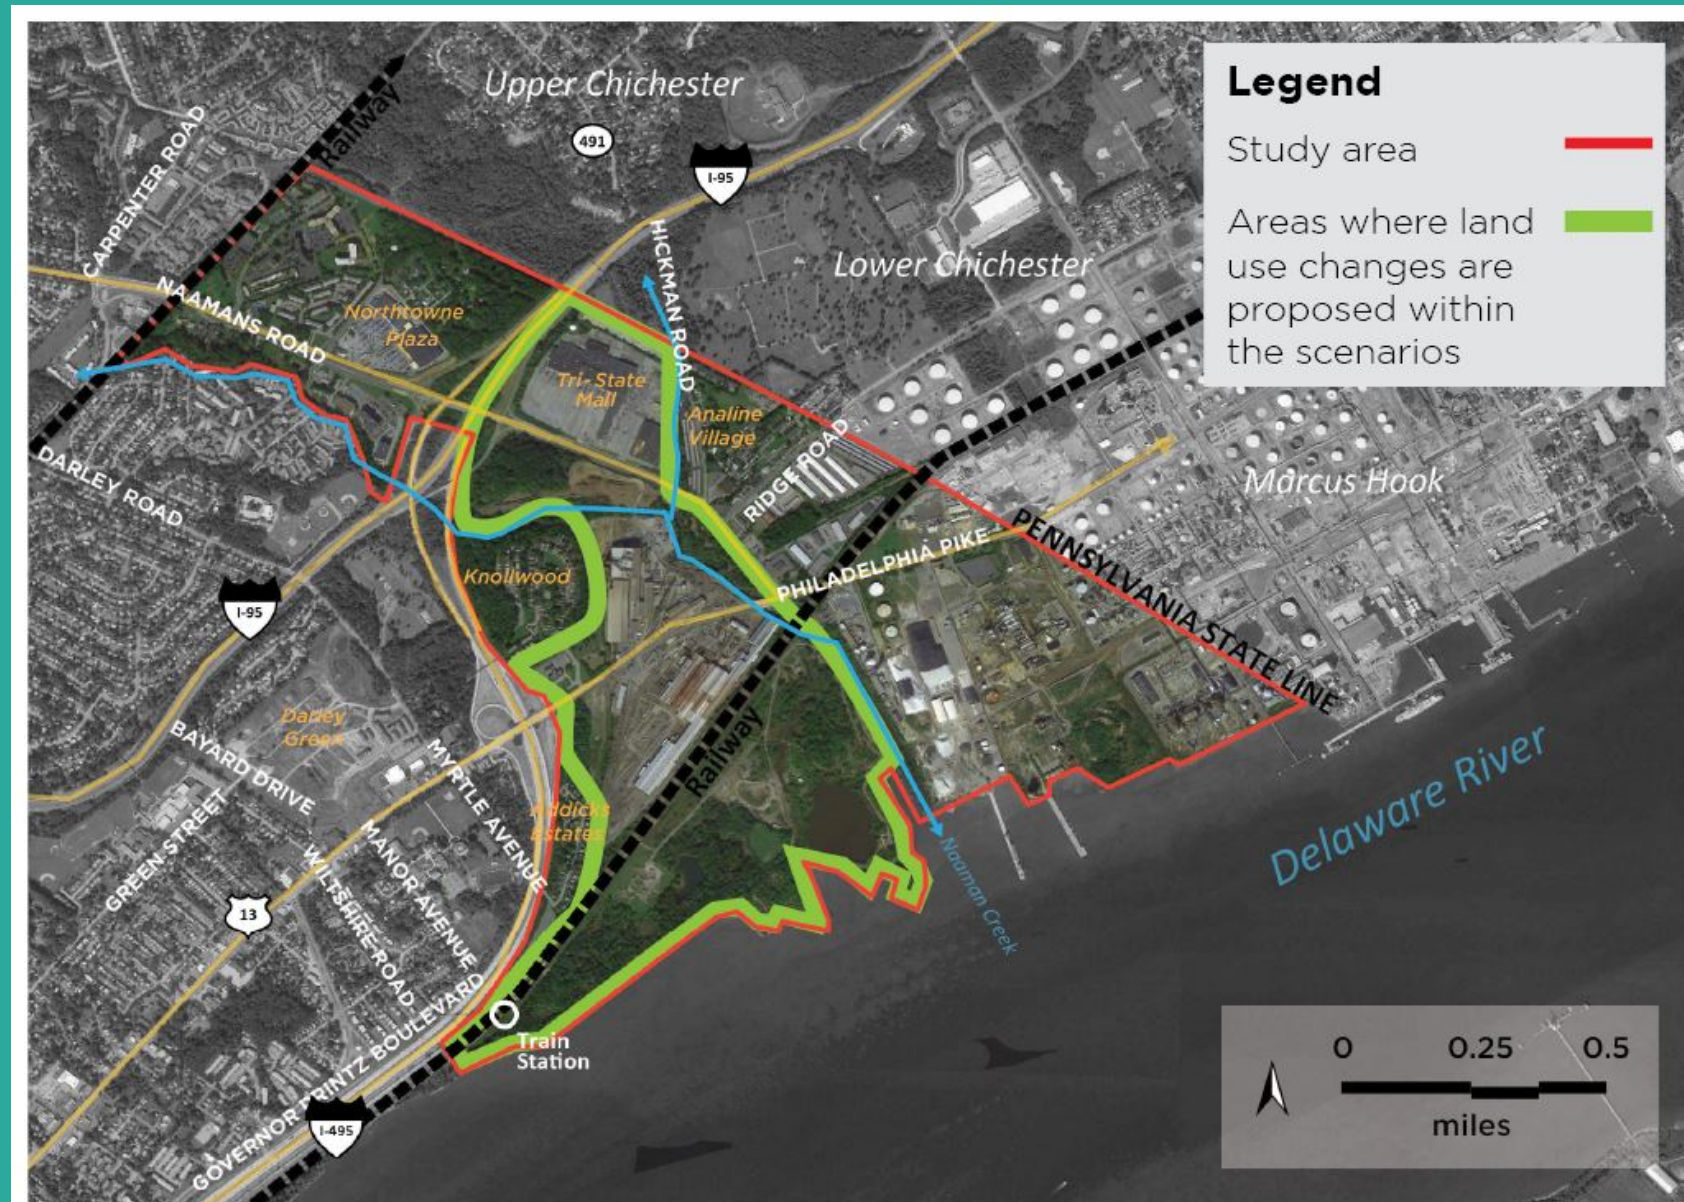 Legend
Study area
Areas where land
use changes are
proposed within
the scenarios
Upper Chichester
491
I-95
Railway
CARPENTER ROAD
HICKMAN ROAD
Lower Chichester
NAAMANS ROAD
Northtowne
Plaza
Tri-State
Mall
Analine
Village
RIDGE ROAD
Marcus Hook
DARLEY ROAD
PENNSYLVANIA STATE LINE
PHILADELPHIA PIKE
Knollwood
I-95
Darley
Green
BAYARD DRIVE
MYRTLE AVENUE
Railway
Addicks
Estates
Delaware River
GREEN STREET
MANOR AVENUE
WILTSHIRE ROAD
Naaman Creek
13
GOVERNOR PRINTZ BOULEVARD
Train
Station
I-495
0 0.25 0.5
miles